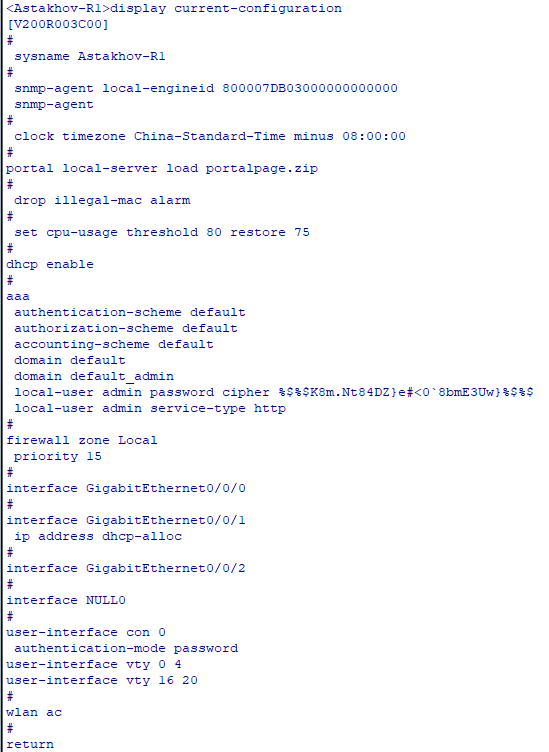 <Astakhov-R1>display current-configuration
[V200R003C00]
#
 sysname Astakhov-R1
#
 snmp-agent local-engineid 800007DB03000000000000
 snmp-agent
#
 clock timezone China-Standard-Time minus 08:00:00
#
portal local-server load portalpage.zip
#
 drop illegal-mac alarm
#
 set cpu-usage threshold 80 restore 75
#
dhcp enable
#
aaa
 authentication-scheme default
 authorization-scheme default
 accounting-scheme default
 domain default
 domain default_admin
 local-user admin password cipher %$%$K8m.Nt84DZ}e#<0`8bmE3Uw}%$%$
 local-user admin service-type http
#
firewall zone Local
 priority 15
#
interface GigabitEthernet0/0/0
#
interface GigabitEthernet0/0/1
 ip address dhcp-alloc
#
interface GigabitEthernet0/0/2
#
interface NULL0
#
user-interface con 0
 authentication-mode password
user-interface vty 0 4
user-interface vty 16 20
#
wlan ac
#
return